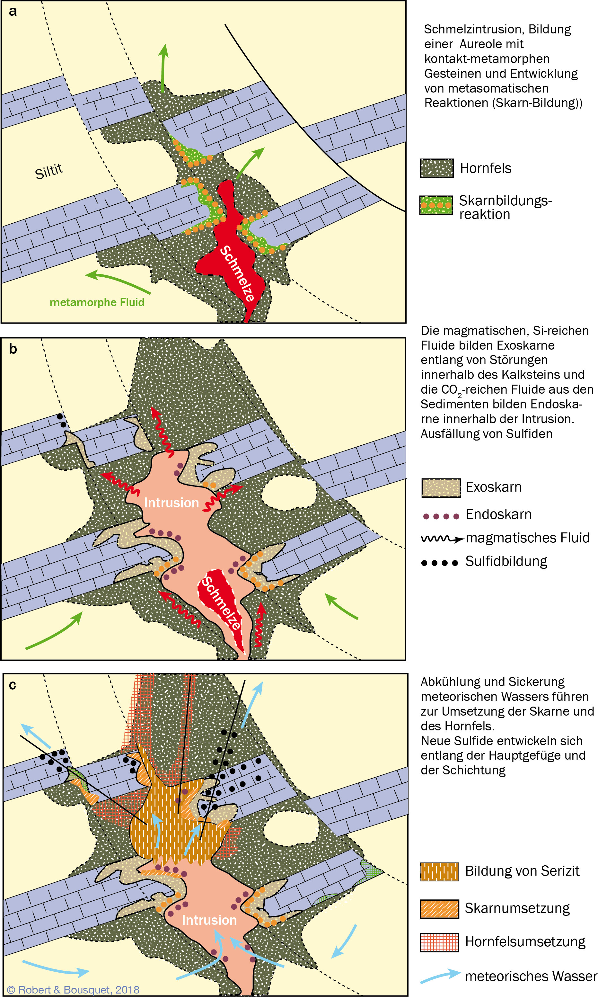 a
Schmelzintrusion, Bildung
einer Aureole mit
kontakt-metamorphen
Gesteinen und Entwicklung
von metasomatischen
Reaktionen (Skarn-Bildung))
Hornfels
Skarnbildungs-
reaktion
Siltit
Schmelze
metamorphe Fluid
b
Die magmatischen, Si-reichen
Fluide bilden Exoskarne
entlang von Störungen
innerhalb des Kalksteins und
die CO2-reichen Fluide aus den
Sedimenten bilden Endoska-
rne innerhalb der Intrusion.
Ausfällung von Sulfiden
Exoskarn
Endoskarn
magmatisches Fluid
Sulfidbildung
Intrusion
Schmelze
c
Abkühlung und Sickerung
meteorischen Wassers führen
zur Umsetzung der Skarne und
des Hornfels.
Neue Sulfide entwickeln sich
entlang der Hauptgefüge und
der Schichtung
Bildung von Serizit
Skarnumsetzung
Hornfelsumsetzung
meteorisches Wasser
Intrusion
© Robert & Bousquet, 2018